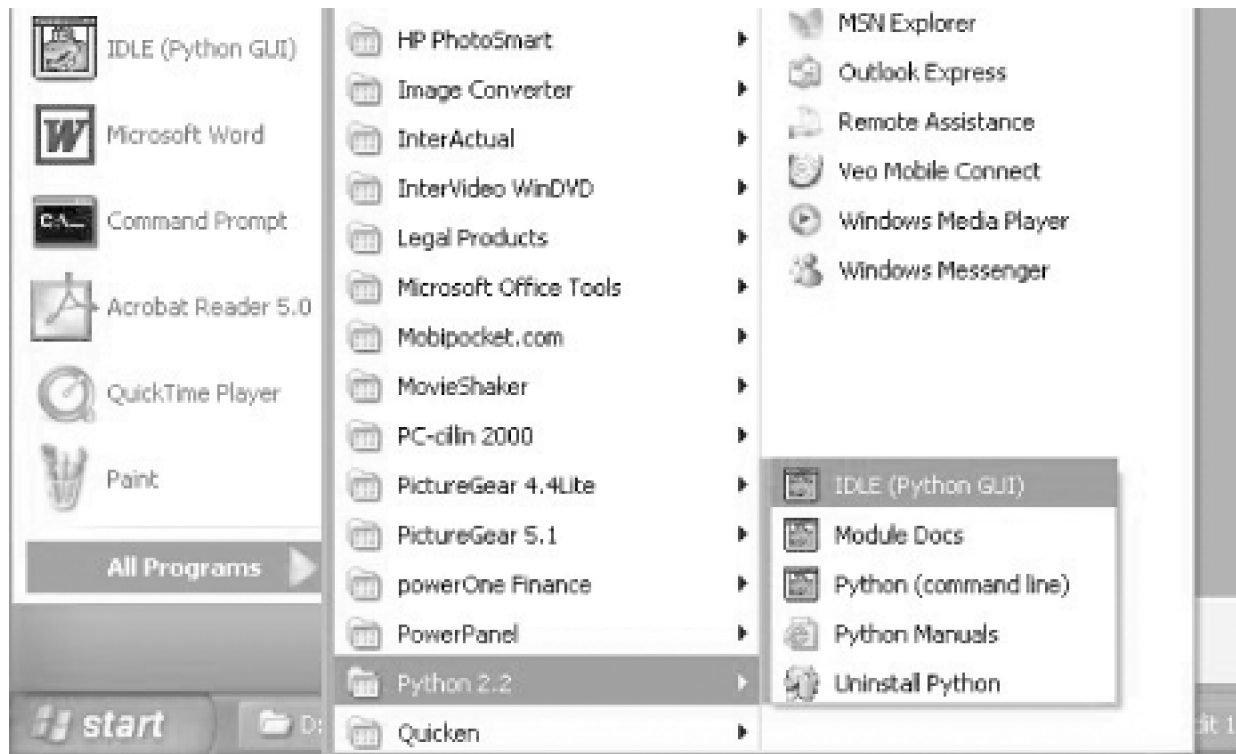 IDLE (Python GUI)
Microsoft Word
C:\_
Command Prompt
Acrobat Reader 5.0
QuickTime Player
Paint
All Programs
start
HP PhotoSmart
Image Converter
InterActual
InterVideo WinDVD
Legal Products
Microsoft Office Tools
Mobipocket.com
MovieShaker
PC-cillin 2000
PictureGear 4.4Lite
PictureGear 5.1
powerOne Finance
PowerPanel
Python 2.2
Quicken
MSN Explorer
Outlook Express
Remote Assistance
Veo Mobile Connect
Windows Media Player
Windows Messenger
IDLE (Python GUI)
Module Docs
Python (command line)
Python Manuals
Uninstall Python